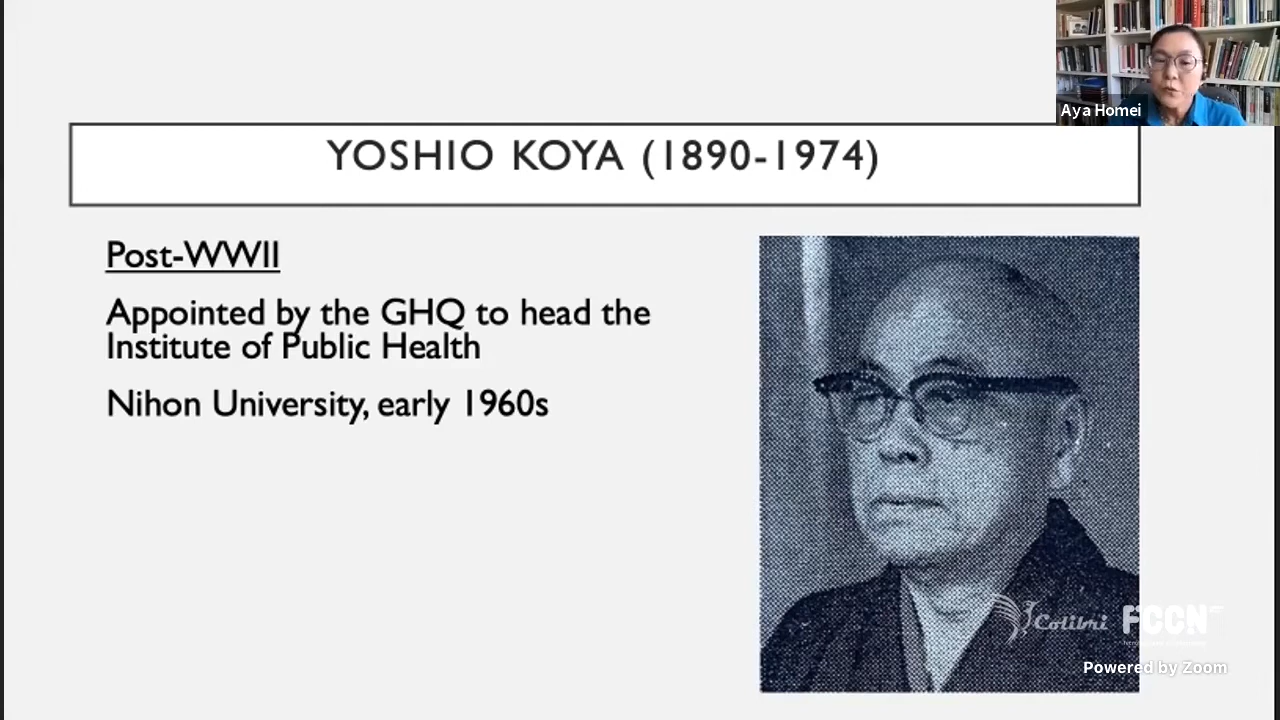 Aya Homei
YOSHIO KOYA (1890-1974)
Post-WWII
Appointed by the GHQ to head the
Institute of Public Health
Nihon University, early 1960s
Colibri FCCN
Powered by Zoom